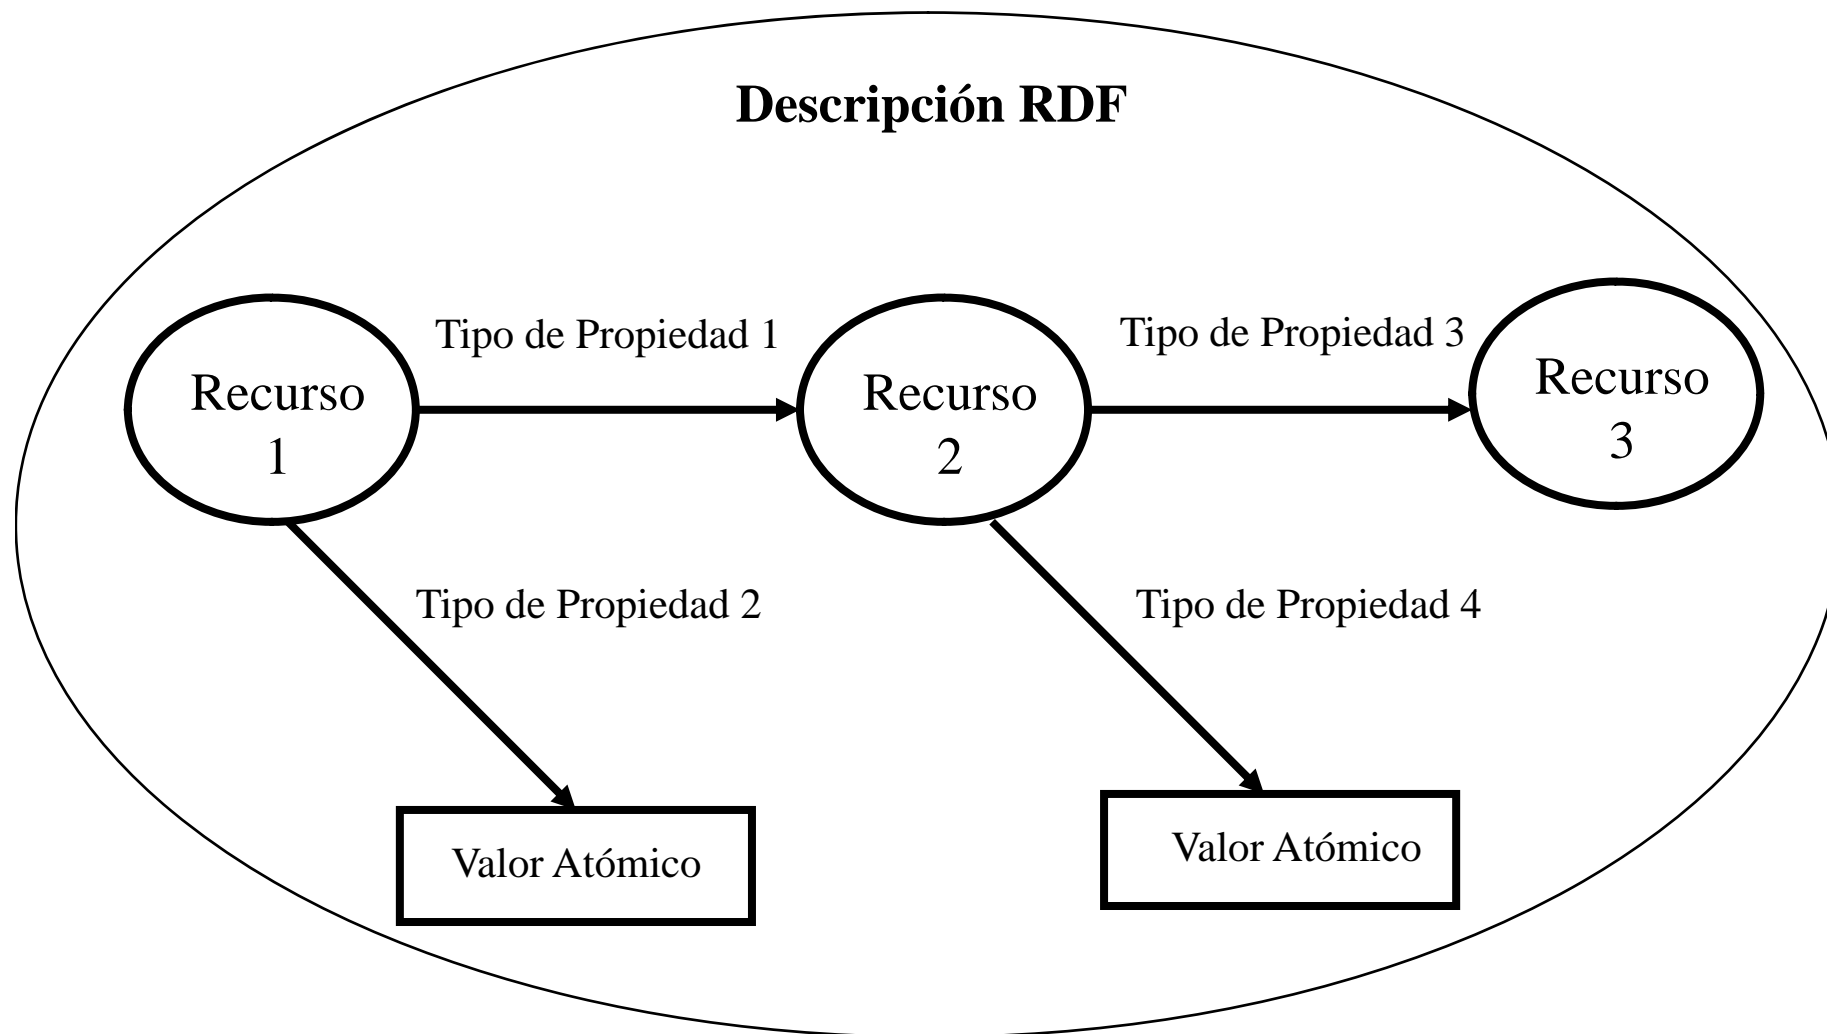 Descripción RDF
Tipo de Propiedad 1
Tipo de Propiedad 3
Recurso
1
Recurso
2
Recurso
3
Tipo de Propiedad 2
Tipo de Propiedad 4
Valor Atómico
Valor Atómico